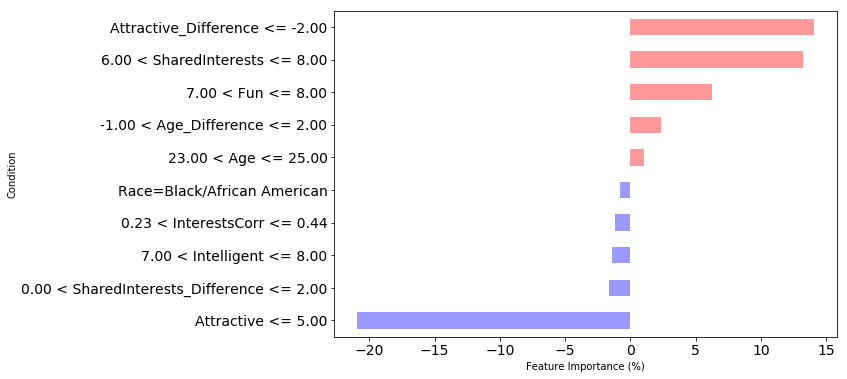 Attractive_Difference <= -2.00
6.00 < SharedInterests <= 8.00
7.00 < Fun <= 8.00
-1.00 < Age_Difference <= 2.00
23.00 < Age <= 25.00
Race=Black/African American
0.23 < InterestsCorr <= 0.44
7.00 < Intelligent <= 8.00
0.00 < SharedInterests_Difference <= 2.00
Attractive <= 5.00
Condition
−20 −15 −10 −5 0 5 10 15
Feature Importance (%)